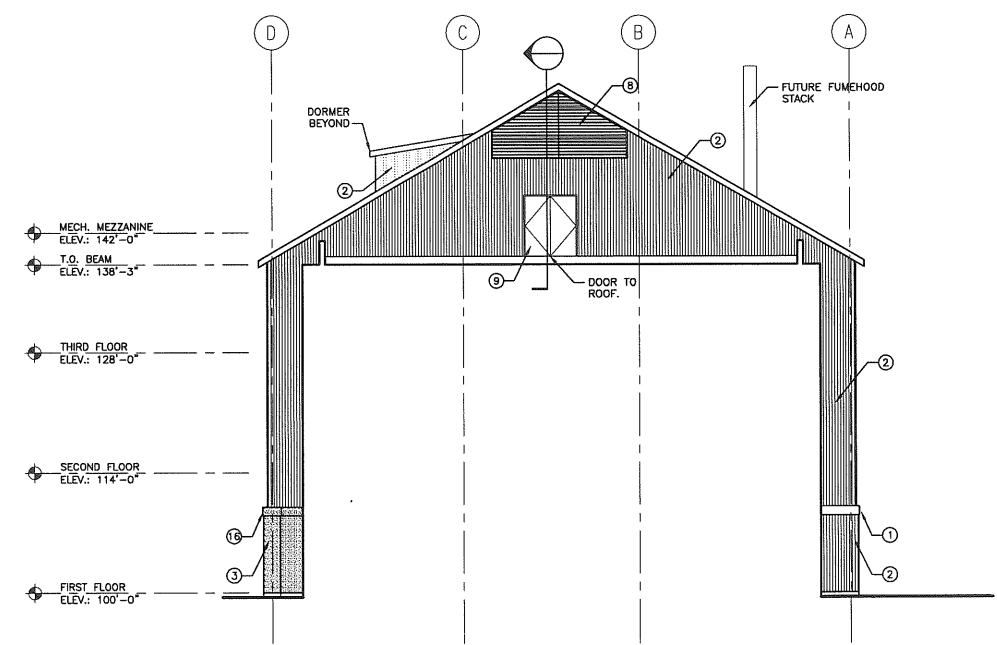 D
C
B
A
8
FUTURE FUMEHOOD
STACK
DORMER
BEYOND
2
2
MECH. MEZZANINE
ELEV.: 142'-0"
T.O. BEAM
ELEV.: 138'-3"
9
DOOR TO
ROOF.
THIRD FLOOR
ELEV.: 128'-0"
2
SECOND FLOOR
ELEV.: 114'-0"
16
1
3
2
FIRST FLOOR
ELEV.: 100'-0"